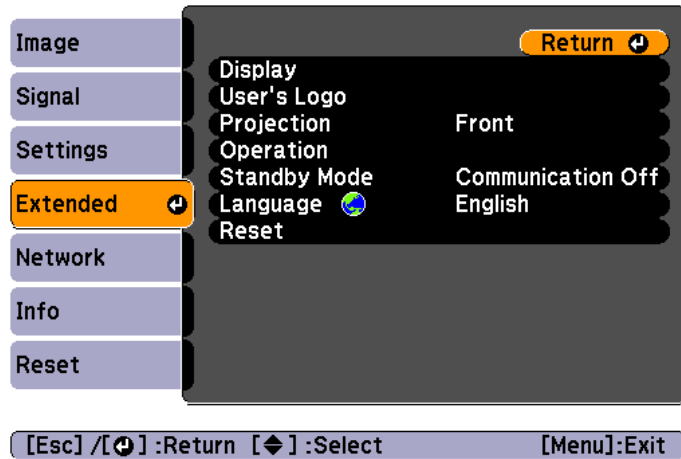 Image
Signal
Settings
Extended
Network
Info
Reset
Return
Display
User's Logo
Projection Front
Operation
Standby Mode Communication Off
Language English
Reset
[Esc] /[ ] :Return [ ] :Select [Menu]:Exit